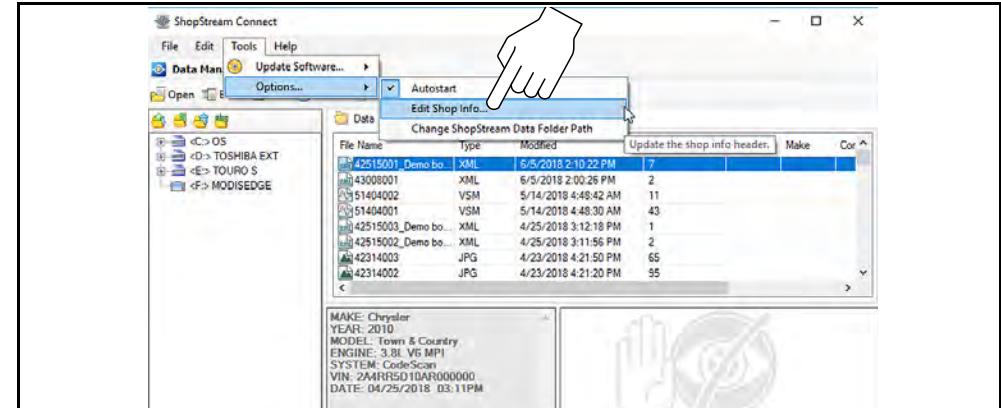 ShopStream Connect
File Edit Tools Help
Data Man Update Software...
Open Options... Autostart
Edit Shop Info...
Data Change ShopStream Data Folder Path
Update the shop info header.
<C:> OS
<D:> TOSHIBA EXT
<E:> TOURO S
<F:> MODISEDGE
File Name Type Modified Make Cor
42515001_Demo bo... XML 6/5/2018 2:10:22 PM 7
43008001 XML 6/5/2018 2:00:26 PM 2
51404002 VSM 5/14/2018 4:48:42 AM 11
51404001 VSM 5/14/2018 4:48:30 AM 43
42515003_Demo bo... XML 4/25/2018 3:12:18 PM 1
42515002_Demo bo... XML 4/25/2018 3:11:56 PM 2
42314003 JPG 4/23/2018 4:21:50 PM 65
42314002 JPG 4/23/2018 4:21:20 PM 95
MAKE: Chrysler
YEAR: 2010
MODEL: Town & Country
ENGINE: 3.8L V6 MPI
SYSTEM: CodeScan
VIN: 2A4RR5D10AR000000
DATE: 04/25/2018 03:11PM